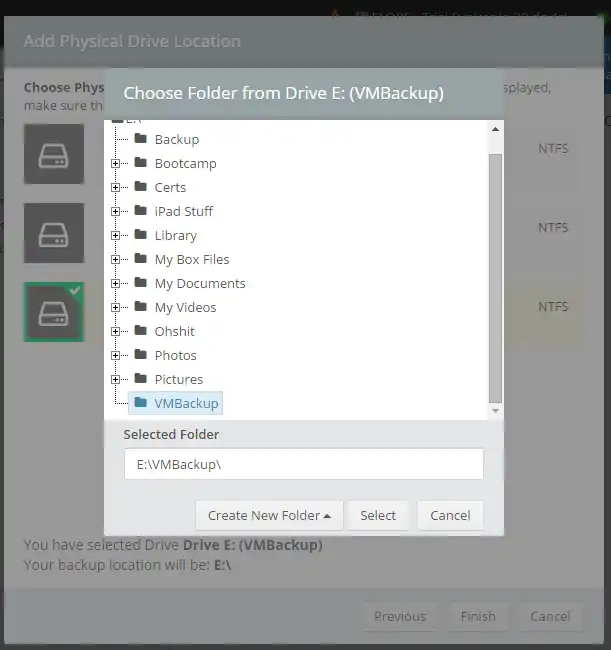 Add Physical Drive Location
Choose Phys
splayed,
make sure th
Choose Folder from Drive E: (VMBackup)
E:\
Backup
Bootcamp
Certs
iPad Stuff
Library
My Box Files
My Documents
My Videos
Ohshit
Photos
Pictures
VMBackup
NTFS
NTFS
NTFS
Selected Folder
E:\VMBackup\
Create New Folder
Select
Cancel
You have selected Drive Drive E: (VMBackup)
Your backup location will be: E:\
Previous
Finish
Cancel